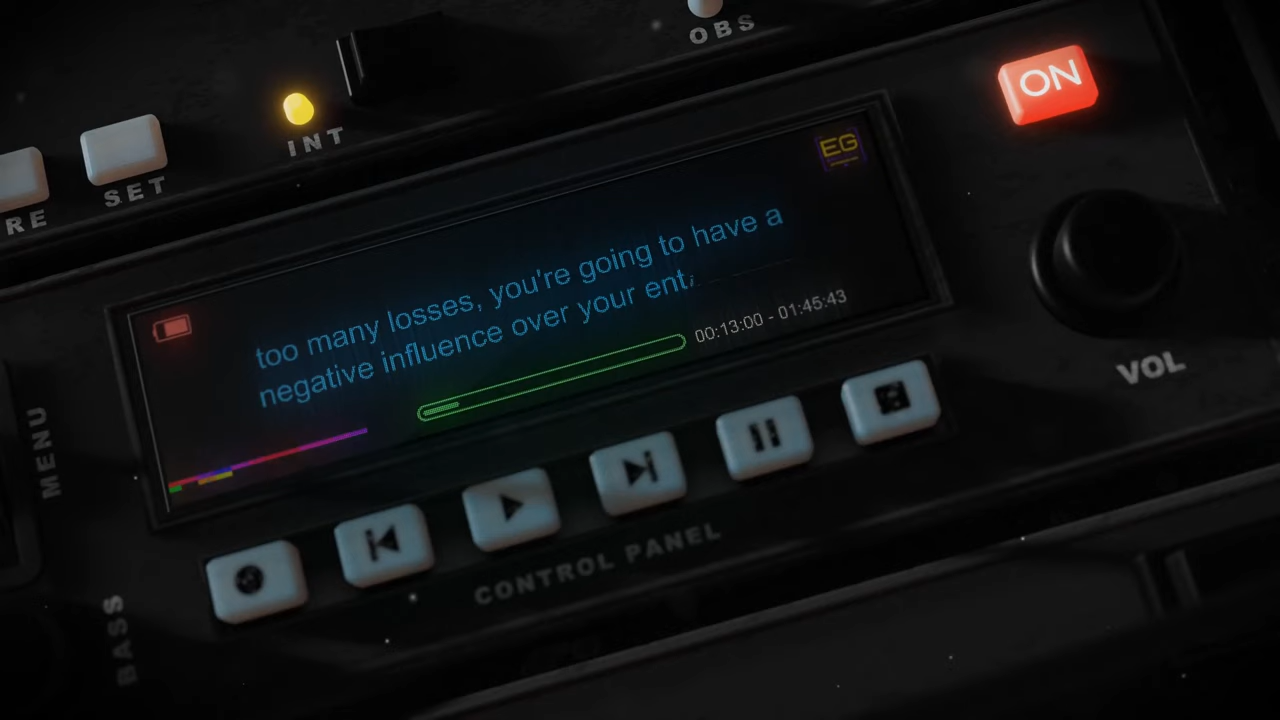 OBS
ON
INT
SET
RE
EG
too many losses, you're going to have a
negative influence over your ent
00:13:00 - 01:45:43
VOL
MENU
CONTROL PANEL
BASS